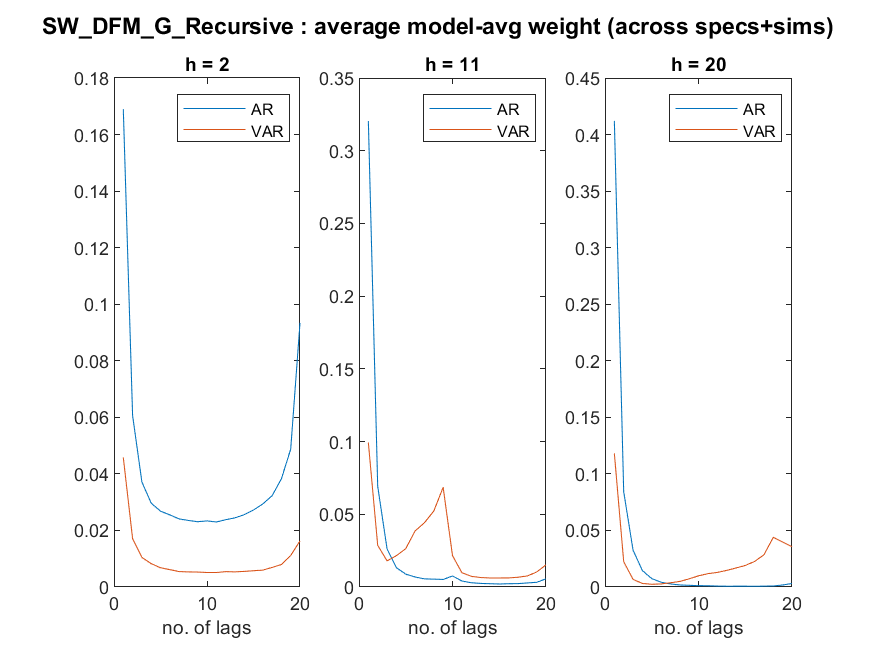 SW_DFM_G_Recursive : average model-avg weight (across specs+sims)
h = 2
0.18
0.16
0.14
0.12
0.1
0.08
0.06
0.04
0.02
0
0
10
20
no. of lags
AR
VAR
h = 11
0.35
0.3
0.25
0.2
0.15
0.1
0.05
0
0
10
20
no. of lags
AR
VAR
h = 20
0.45
0.4
0.35
0.3
0.25
0.2
0.15
0.1
0.05
0
0
10
20
no. of lags
AR
VAR